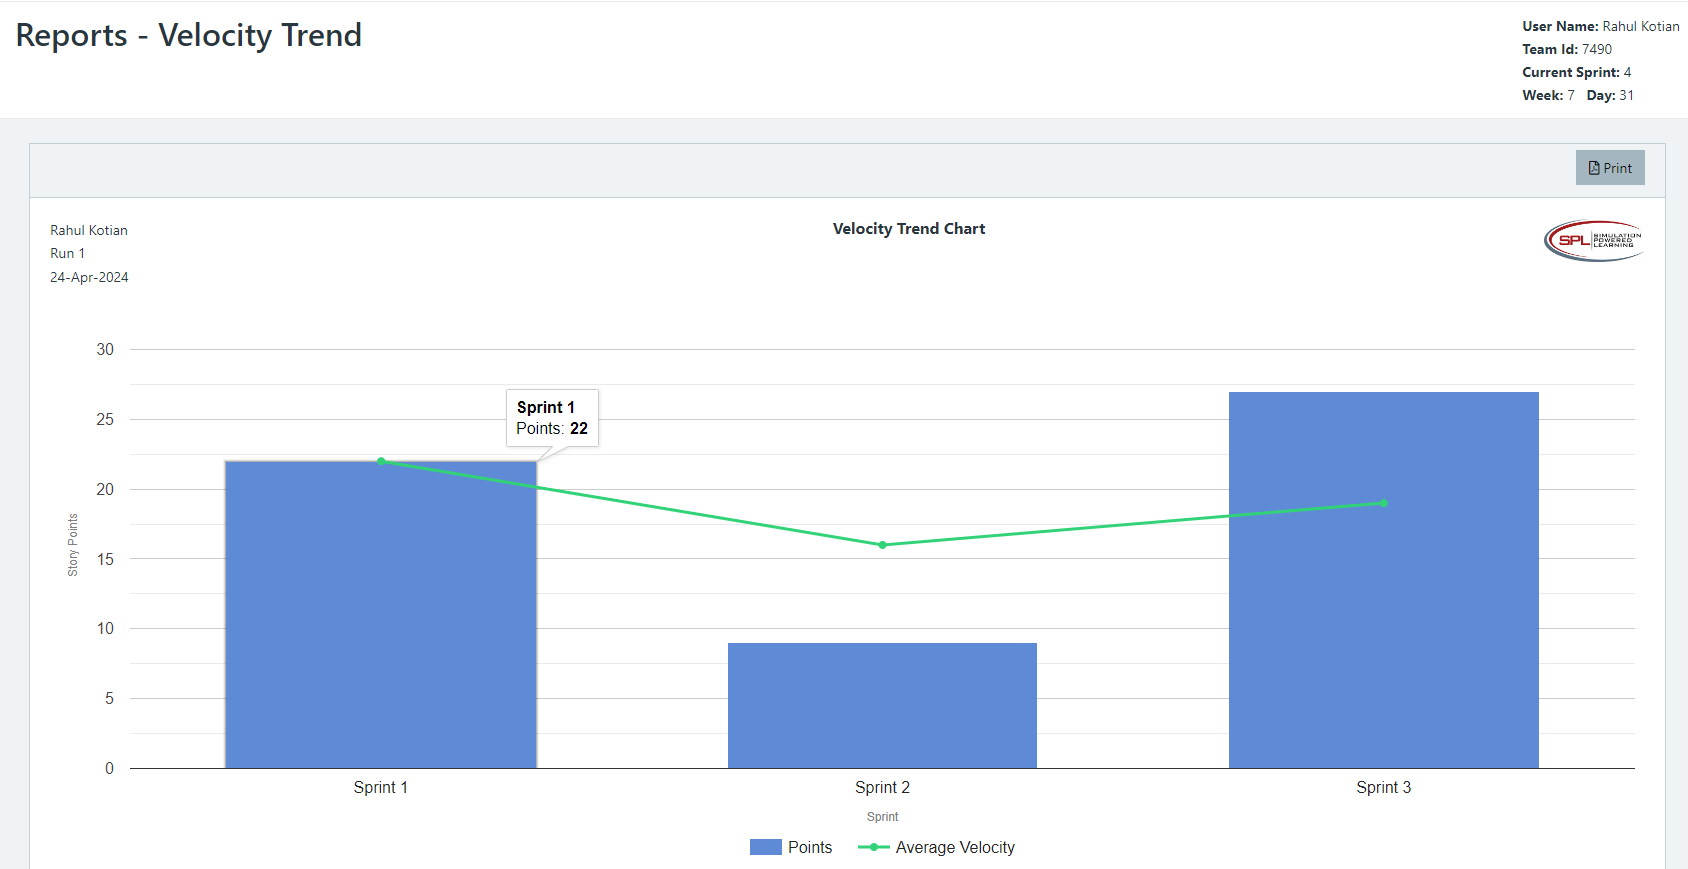 Reports - Velocity Trend
User Name: Rahul Kotian
Team Id: 7490
Current Sprint: 4
Week: 7 Day: 31
Print
Rahul Kotian
Run 1
24-Apr-2024
Velocity Trend Chart
SPL
SIMULATION
POWERED
LEARNING
30
25
20
15
10
5
0
Story Points
Sprint 1
Points: 22
Sprint 1
Sprint 2
Sprint 3
Sprint
Points
Average Velocity